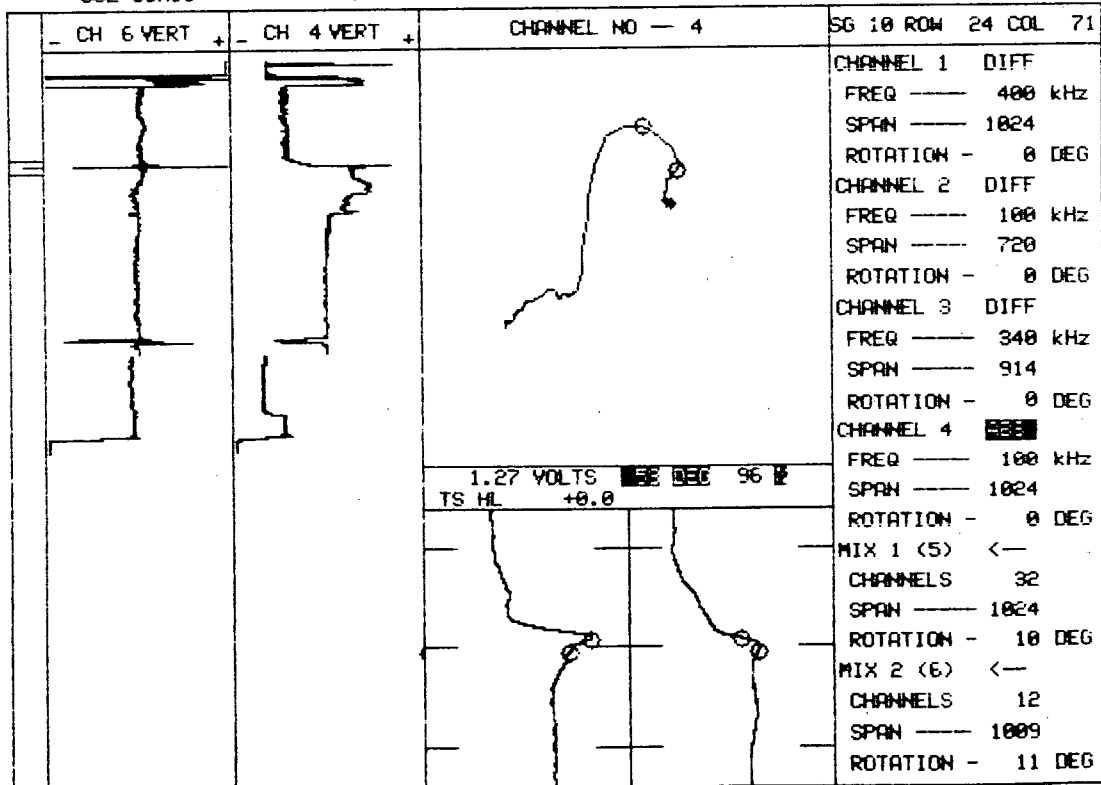 - CH 6 VERT +
- CH 4 VERT +
CHANNEL NO -- 4
SG 10 ROW 24 COL 71
CHANNEL 1 DIFF
FREQ ---- 400 kHz
SPAN ---- 1024
ROTATION - 0 DEG
CHANNEL 2 DIFF
FREQ ---- 100 kHz
SPAN ---- 720
ROTATION - 0 DEG
CHANNEL 3 DIFF
FREQ ---- 340 kHz
SPAN ---- 914
ROTATION - 0 DEG
CHANNEL 4
FREQ ---- 100 kHz
SPAN ---- 1024
ROTATION - 0 DEG
MIX 1 (5) <--
CHANNELS 32
SPAN ---- 1024
ROTATION - 10 DEG
MIX 2 (6) <--
CHANNELS 12
SPAN ---- 1009
ROTATION - 11 DEG
1.27 VOLTS 96
TS HL +0.0